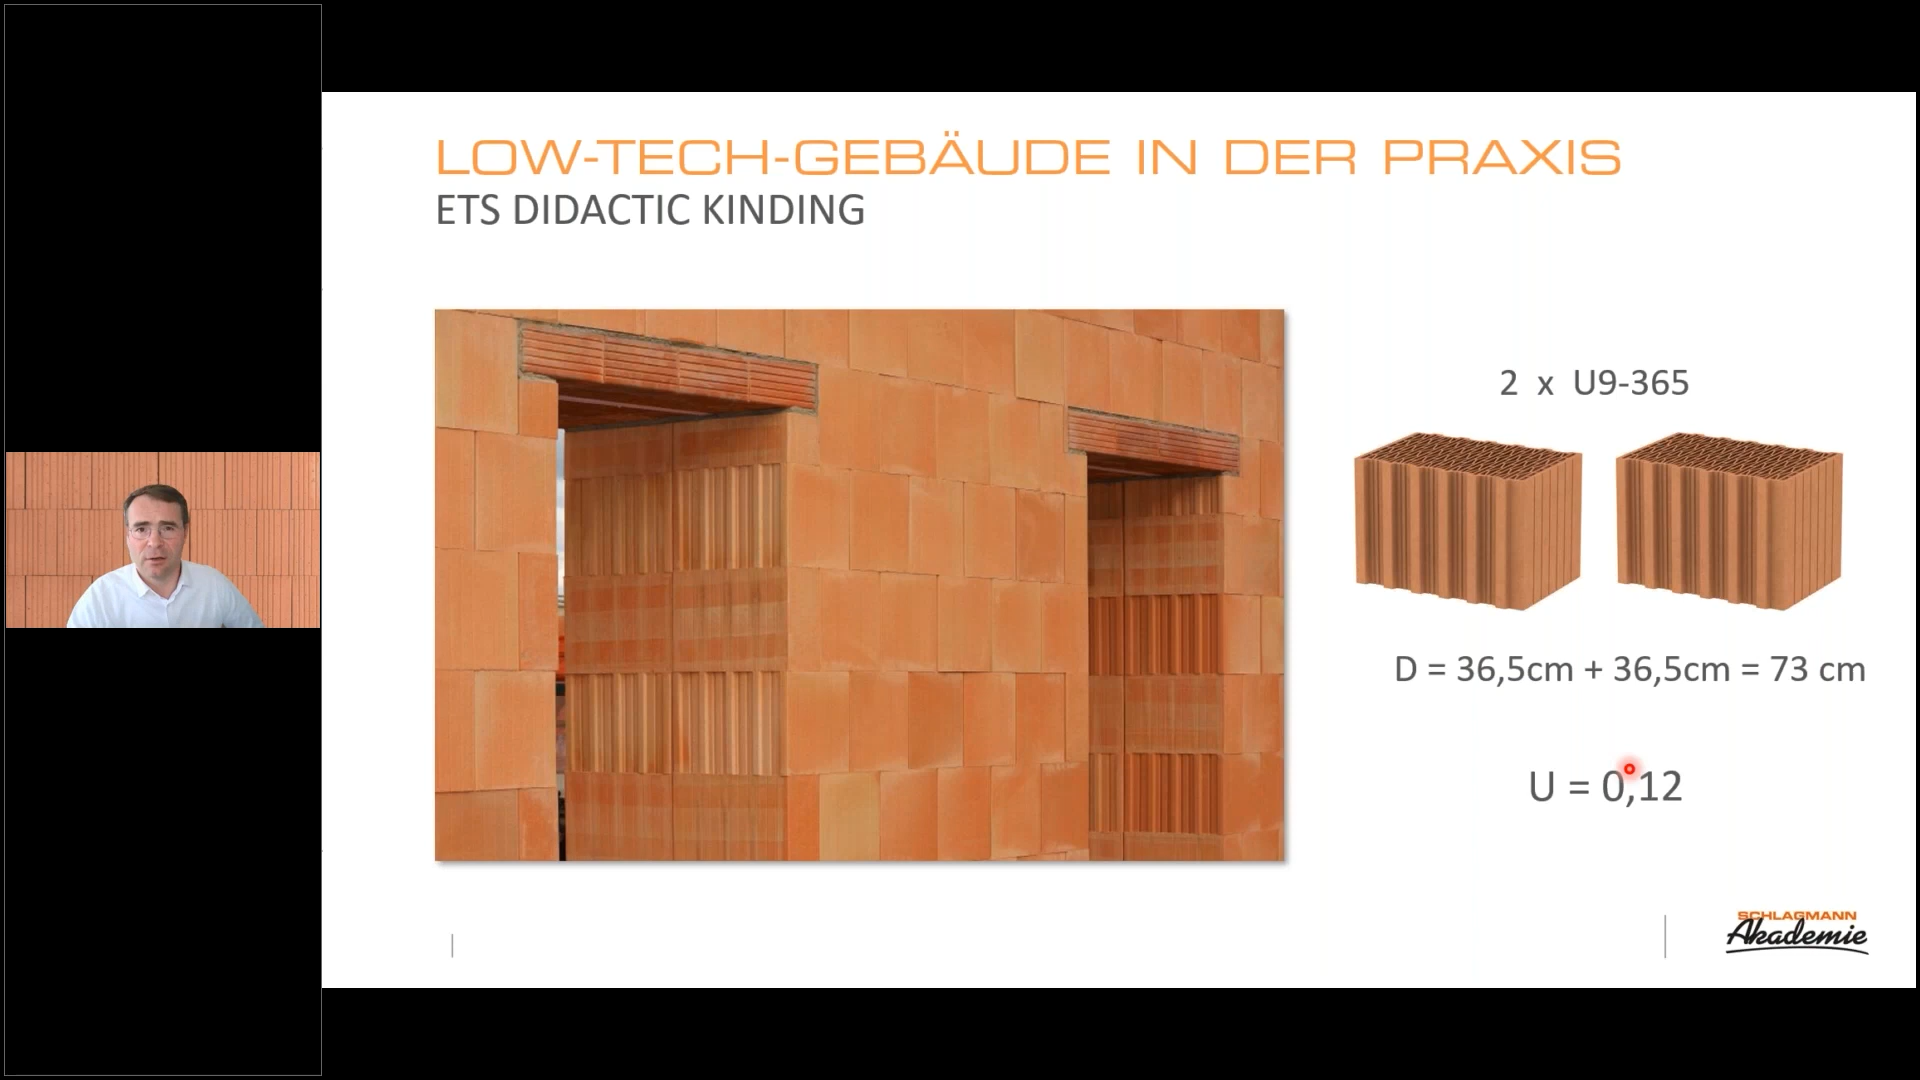 LOW-TECH-GEBÄUDE IN DER PRAXIS
ETS DIDACTIC KINDING
2 x U9-365
D = 36,5cm + 36,5cm = 73 cm
U = 0,12
SCHLAGMANN
Akademie